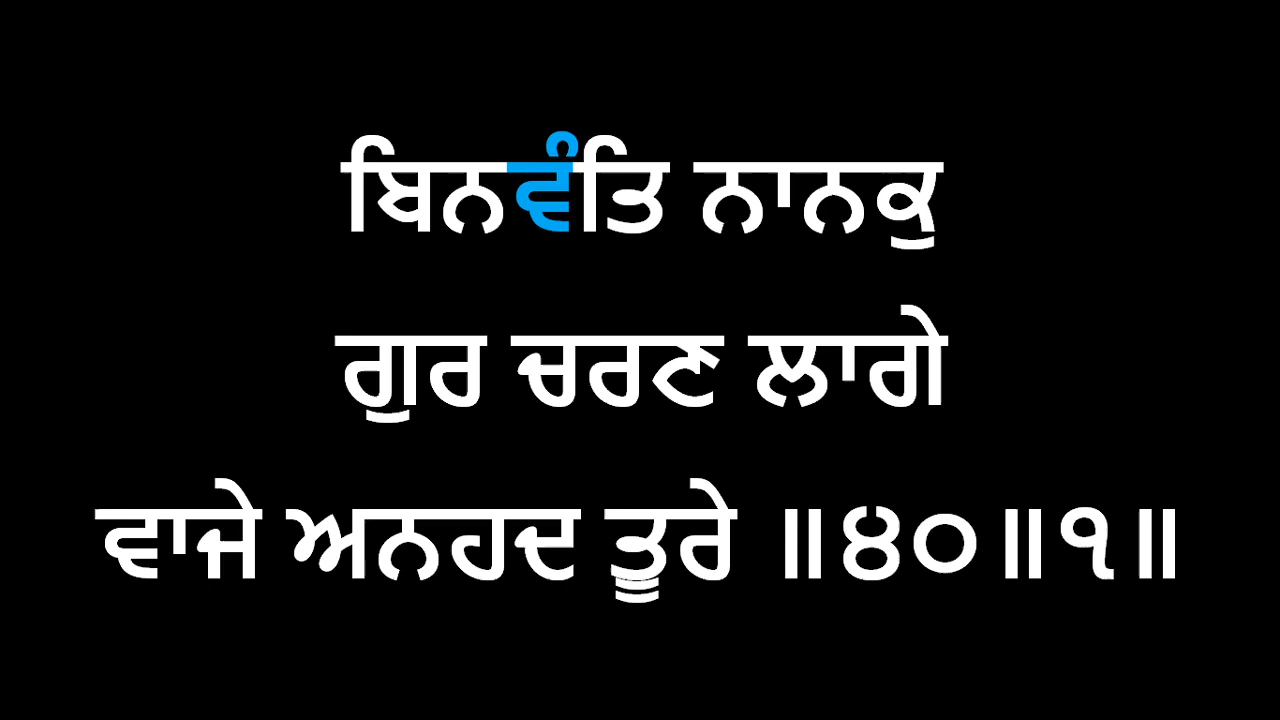 ਬਿਨਵੰਤਿ ਨਾਨਕੁ
ਗੁਰ ਚਰਣ ਲਾਗੇ
ਵਾਜੇ ਅਨਹਦ ਤੂਰੇ ॥੪੦॥੧॥